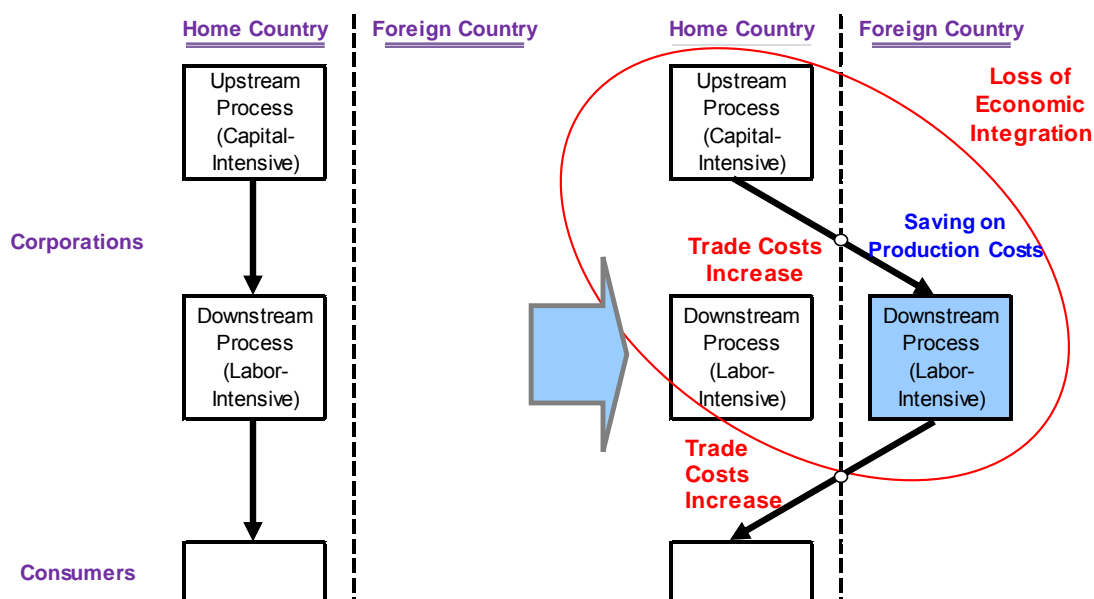 Home Country
Foreign Country
Home Country
Foreign Country
Upstream
Process
(Capital-
Intensive)
Upstream
Process
(Capital-
Intensive)
Loss of
Economic
Integration
Corporations
Saving on
Production Costs
Trade Costs
Increase
Downstream
Process
(Labor-
Intensive)
Downstream
Process
(Labor-
Intensive)
Downstream
Process
(Labor-
Intensive)
Trade
Costs
Increase
Consumers